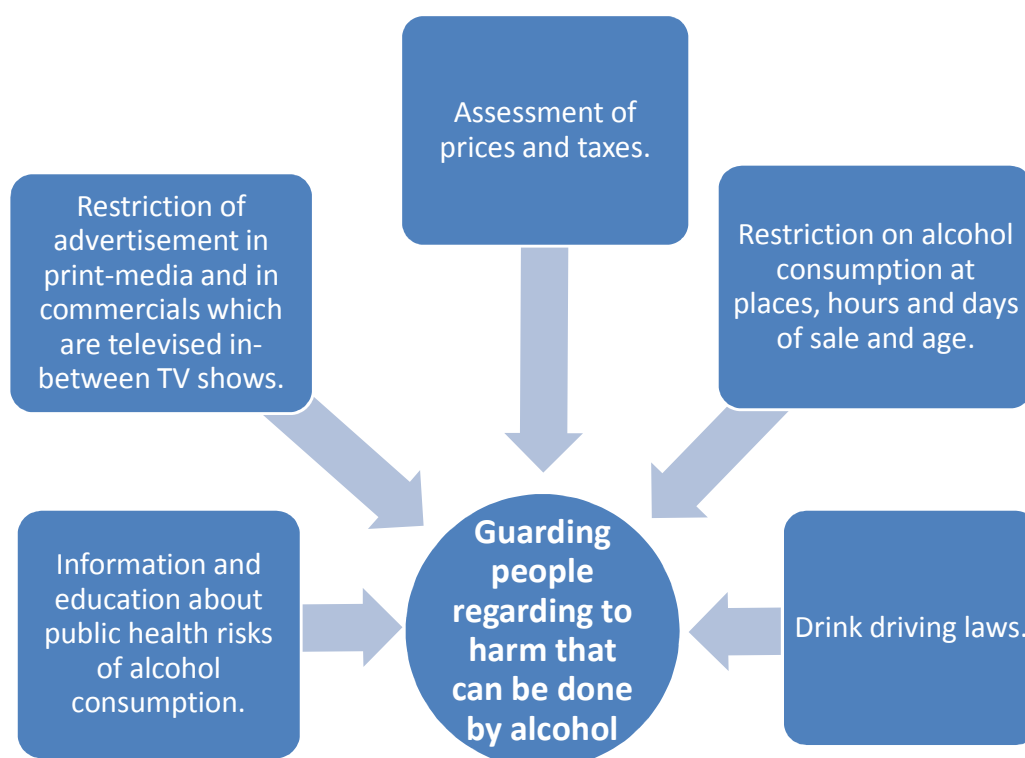 Assessment of
prices and taxes.
Restriction of
advertisement in
print-media and in
commercials which
are televised in-
between TV shows.
Restriction on alcohol
consumption at
places, hours and days
of sale and age.
Information and
education about
public health risks
of alcohol
consumption.
Guarding
people
regarding to
harm that
can be done
by alcohol
Drink driving laws.